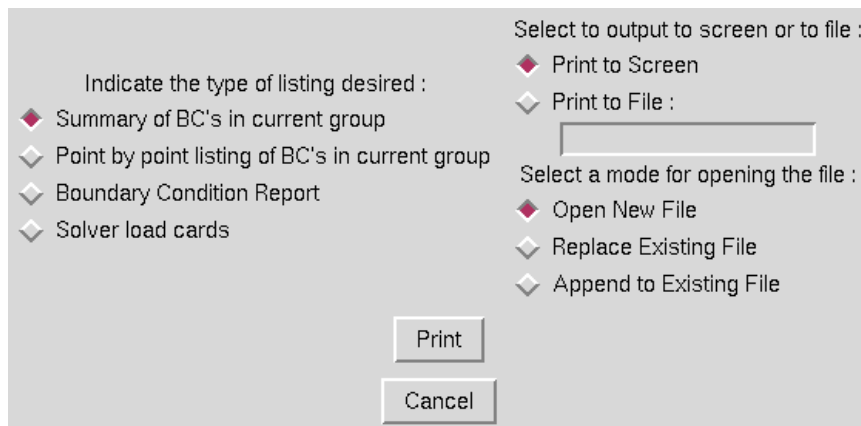 Indicate the type of listing desired :
Summary of BC's in current group
Point by point listing of BC's in current group
Boundary Condition Report
Solver load cards
Select to output to screen or to file :
Print to Screen
Print to File :
Select a mode for opening the file :
Open New File
Replace Existing File
Append to Existing File
Print
Cancel